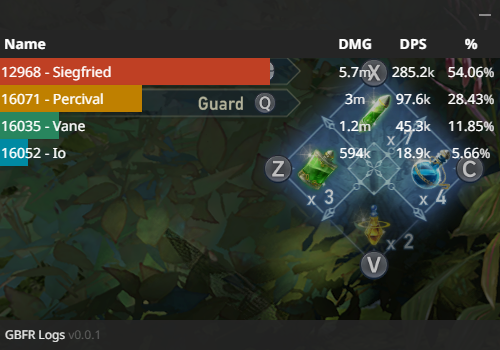 Name DMG DPS %
12968 - Siegfried 5.7m 285.2k 54.06%
X
16071 - Percival 3m 97.6k 28.43%
Guard Q
16035 - Vane 1.2m 45.3k 11.85%
16052 - Io 594k 18.9k 5.66%
Z C
x 3 x 4
x 2
V
GBFR Logs v0.0.1